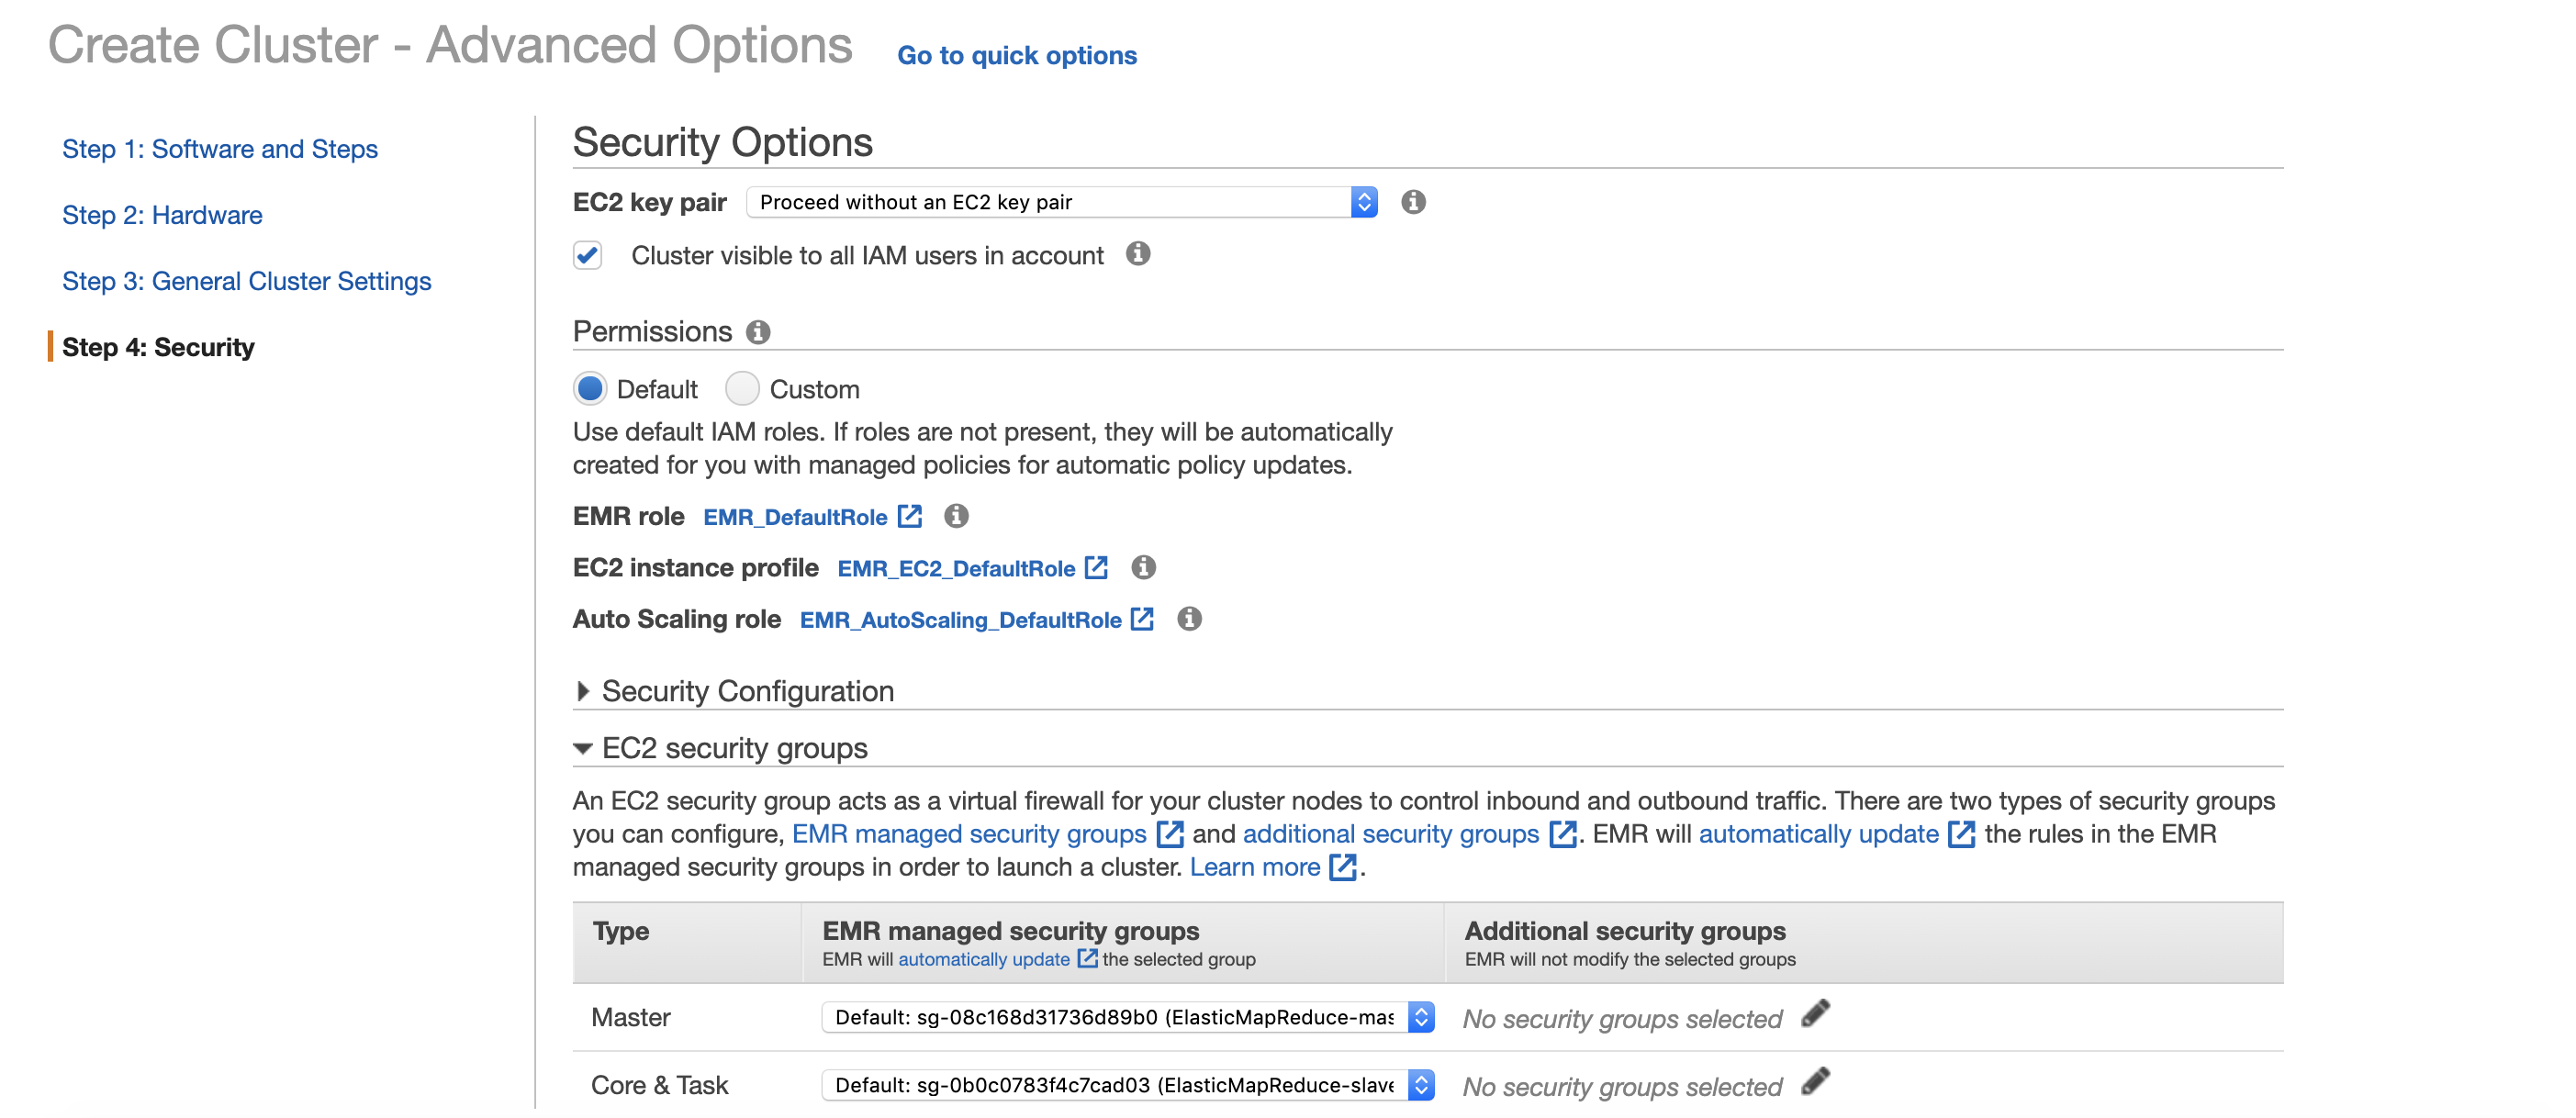 Create Cluster - Advanced Options Go to quick options
Step 1: Software and Steps
Step 2: Hardware
Step 3: General Cluster Settings
Step 4: Security
Security Options
EC2 key pair Proceed without an EC2 key pair
Cluster visible to all IAM users in account
Permissions
Default Custom
Use default IAM roles. If roles are not present, they will be automatically
created for you with managed policies for automatic policy updates.
EMR role EMR_DefaultRole
EC2 instance profile EMR_EC2_DefaultRole
Auto Scaling role EMR_AutoScaling_DefaultRole
Security Configuration
EC2 security groups
An EC2 security group acts as a virtual firewall for your cluster nodes to control inbound and outbound traffic. There are two types of security groups
you can configure, EMR managed security groups and additional security groups. EMR will automatically update the rules in the EMR
managed security groups in order to launch a cluster. Learn more.
Type EMR managed security groups Additional security groups
EMR will automatically update the selected group EMR will not modify the selected groups
Master Default: sg-08c168d31736d89b0 (ElasticMapReduce-mas No security groups selected
Core & Task Default: sg-0b0c0783f4c7cad03 (ElasticMapReduce-slave No security groups selected